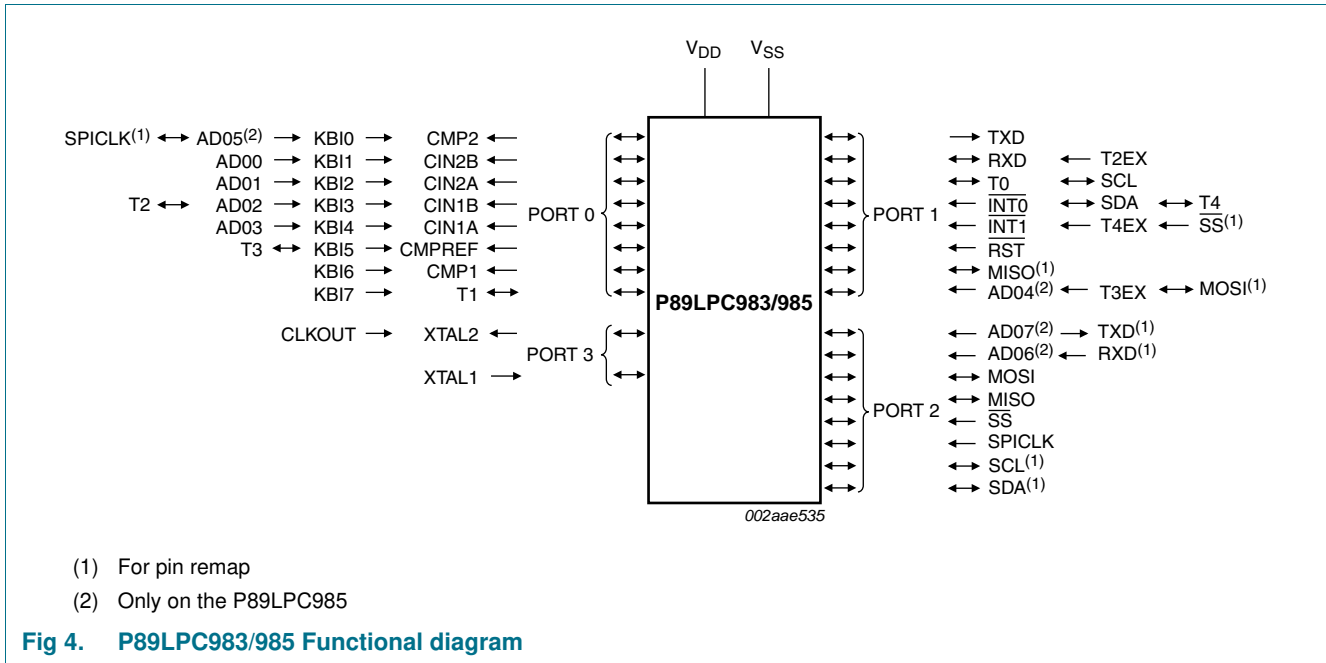 VDD VSS
SPICLK(1) AD05(2) KBI0 CMP2 TXD
AD00 KBI1 CIN2B RXD T2EX
AD01 KBI2 CIN2A T0 SCL
T2 AD02 KBI3 CIN1B INT0 SDA T4
PORT 0 PORT 1
AD03 KBI4 CIN1A INT1 T4EX SS(1)
T3 KBI5 CMPREF RST
KBI6 CMP1 MISO(1)
KBI7 T1 AD04(2) T3EX MOSI(1)
P89LPC983/985
CLKOUT XTAL2 AD07(2) TXD(1)
PORT 3 AD06(2) RXD(1)
XTAL1 MOSI
MISO
PORT 2
SS
SPICLK
SCL(1)
SDA(1)
002aae535
(1) For pin remap
(2) Only on the P89LPC985
Fig 4. P89LPC983/985 Functional diagram